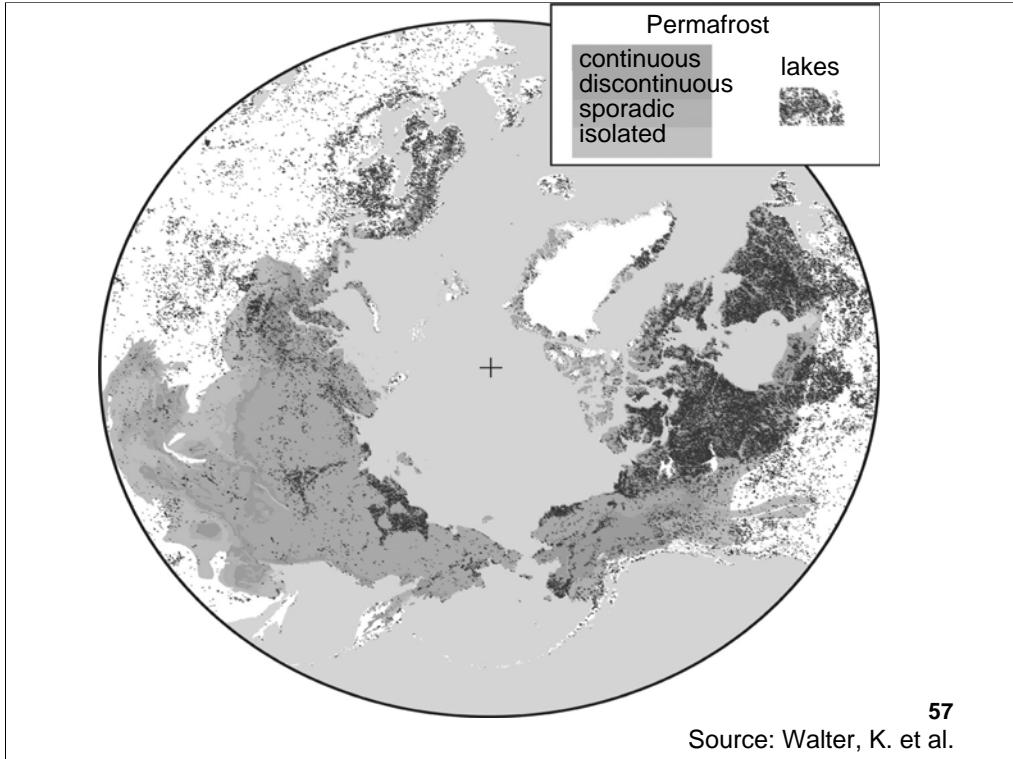 Permafrost
continuous
discontinuous
sporadic
isolated
lakes
57
Source: Walter, K. et al.